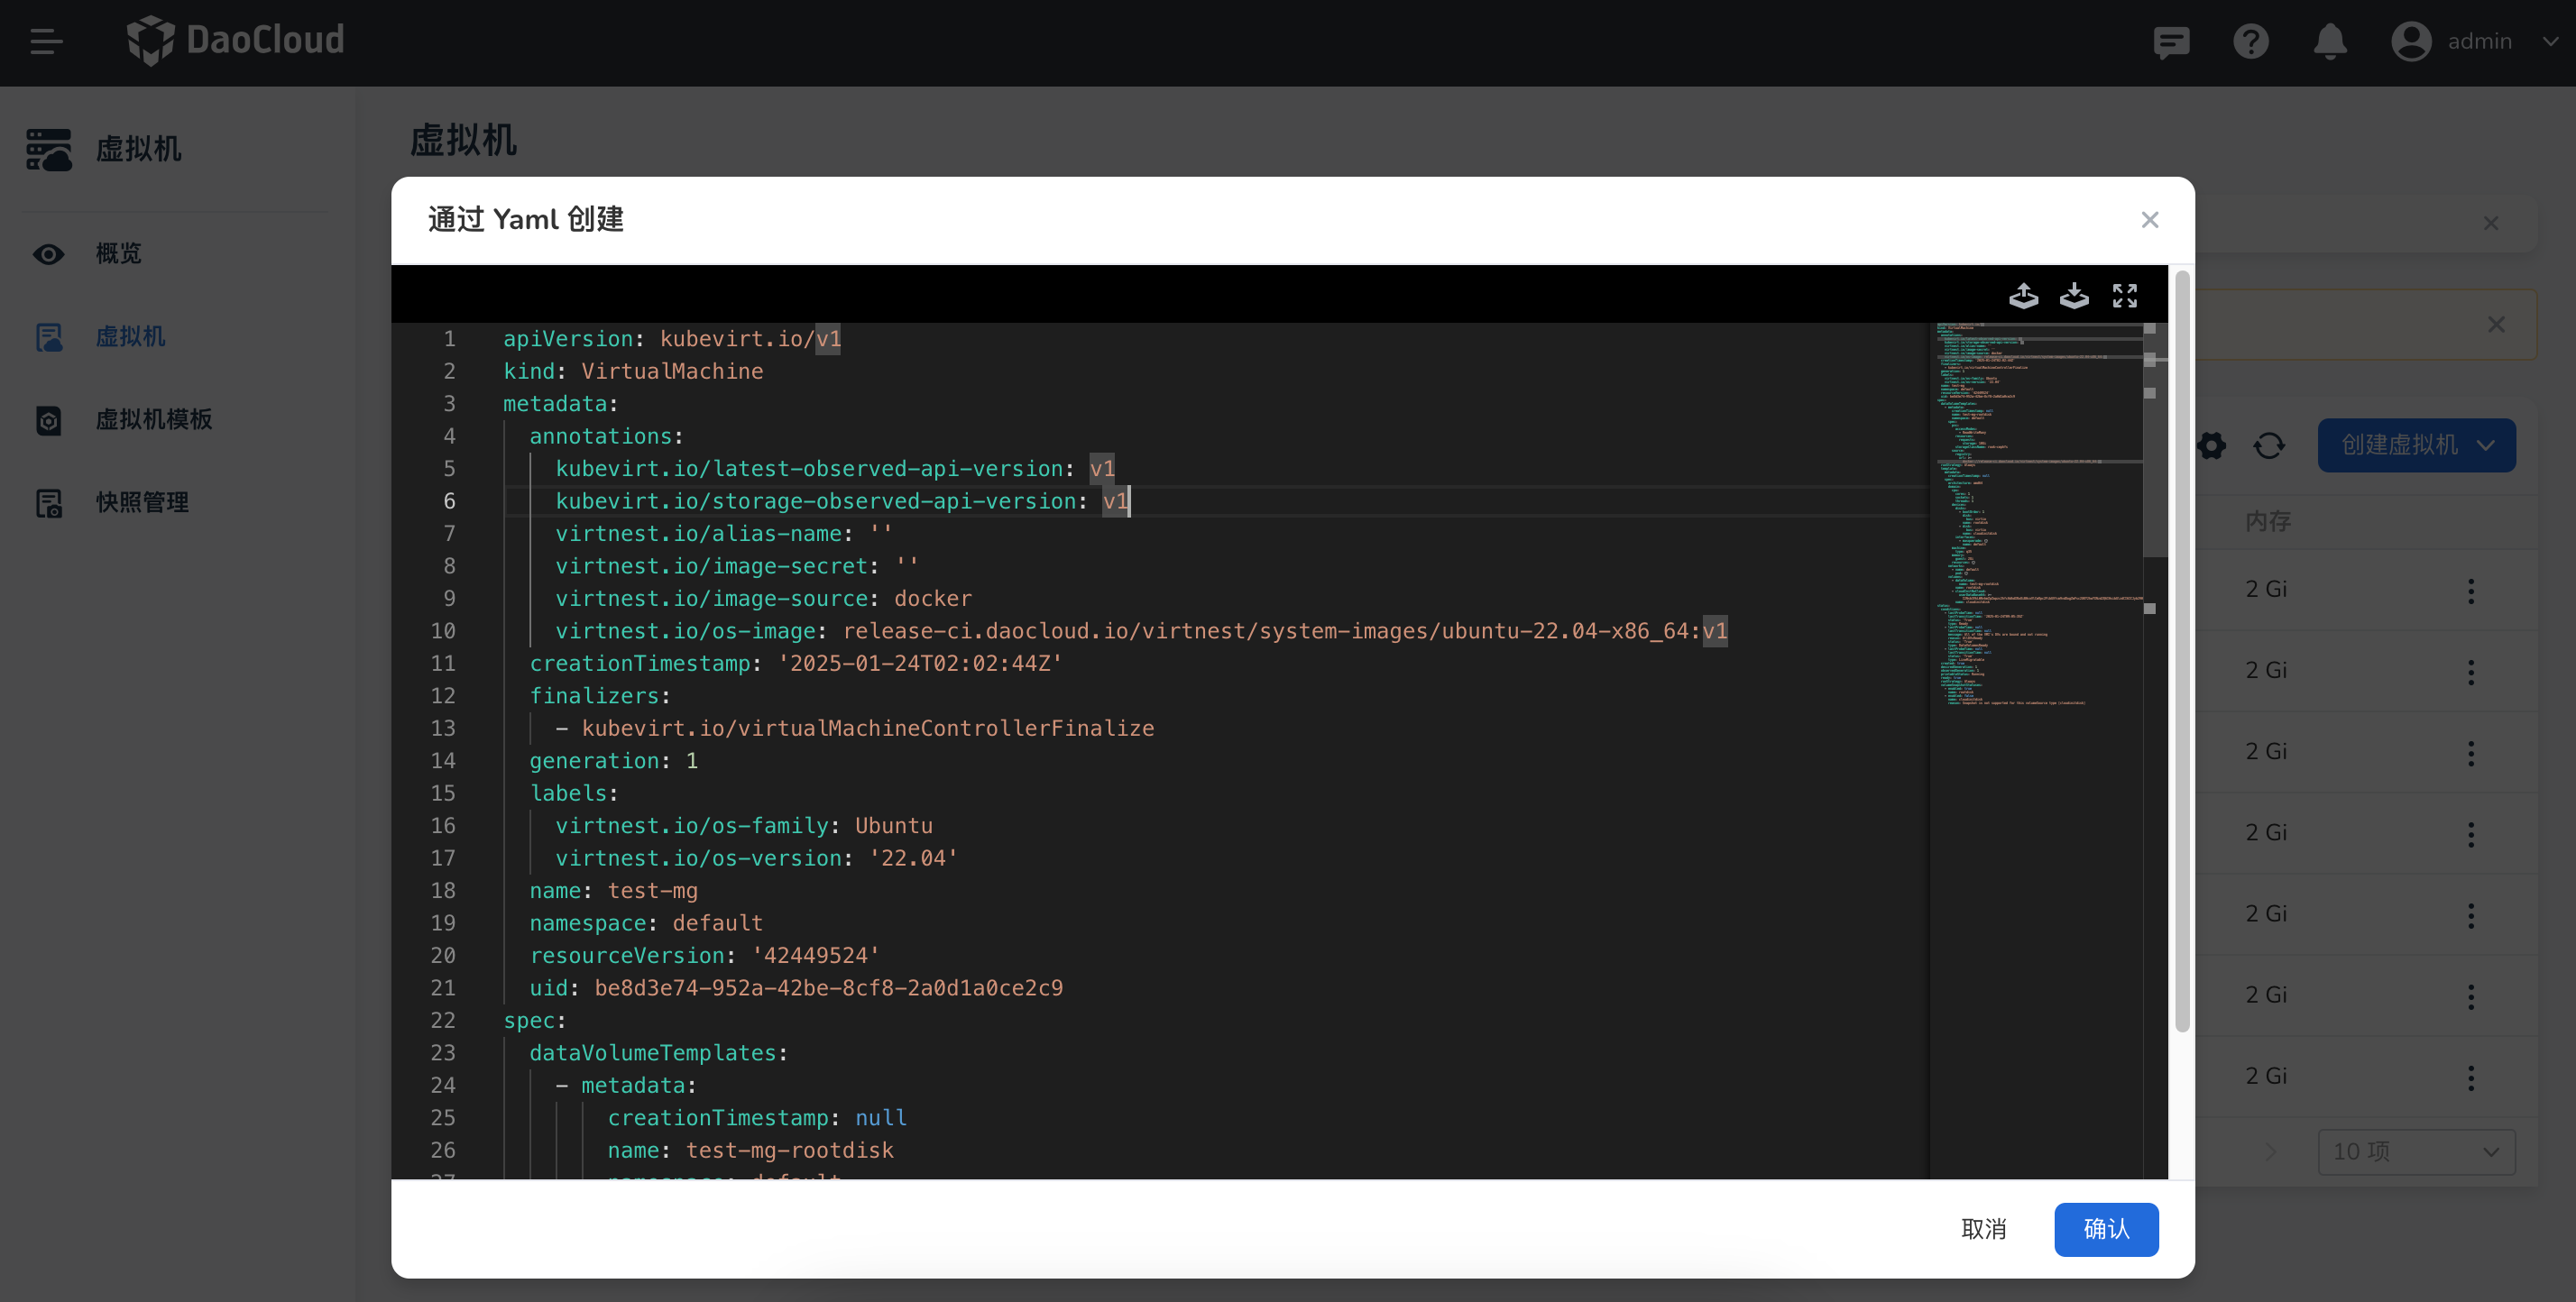 DaoCloud
admin
虚拟机
概览
虚拟机
虚拟机模板
快照管理
虚拟机
创建虚拟机
内存
2 Gi
2 Gi
2 Gi
2 Gi
2 Gi
2 Gi
2 Gi
10 项
通过 Yaml 创建
1 apiVersion: kubevirt.io/v1
2 kind: VirtualMachine
3 metadata:
4 annotations:
5 kubevirt.io/latest-observed-api-version: v1
6 kubevirt.io/storage-observed-api-version: v1
7 virtnest.io/alias-name: ''
8 virtnest.io/image-secret: ''
9 virtnest.io/image-source: docker
10 virtnest.io/os-image: release-ci.daocloud.io/virtnest/system-images/ubuntu-22.04-x86_64:v1
11 creationTimestamp: '2025-01-24T02:02:44Z'
12 finalizers:
13 - kubevirt.io/virtualMachineControllerFinalize
14 generation: 1
15 labels:
16 virtnest.io/os-family: Ubuntu
17 virtnest.io/os-version: '22.04'
18 name: test-mg
19 namespace: default
20 resourceVersion: '42449524'
21 uid: be8d3e74-952a-42be-8cf8-2a0d1a0ce2c9
22 spec:
23 dataVolumeTemplates:
24 - metadata:
25 creationTimestamp: null
26 name: test-mg-rootdisk
27 namespace: default
取消
确认